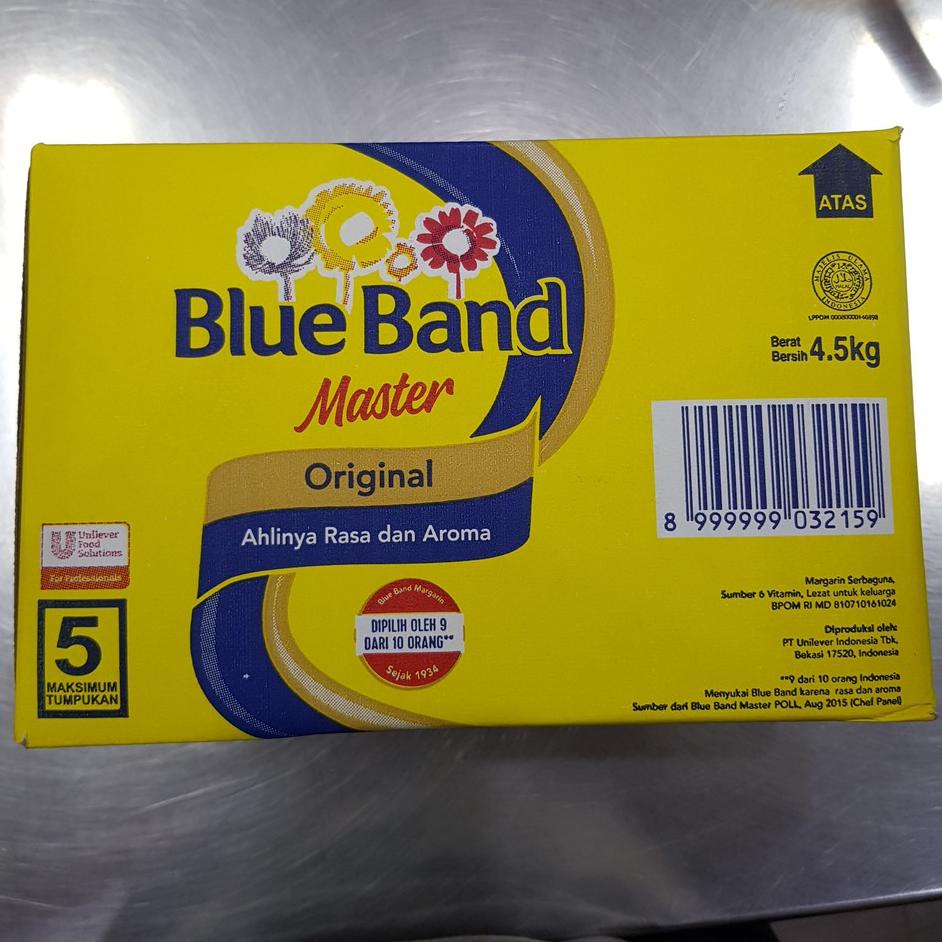 ATAS
MAJELIS ULAMA
INDONESIA
Berat
Bersih 4.5kg
Blue Band
Master
Original
Ahlinya Rasa dan Aroma
8 999999 032159
Unilever
Food
Solutions
For Professionals
5
MAKSIMUM
TUMPUKAN
Blue Band Margarin
DIPILIH OLEH 9
DARI 10 ORANG**
Sejak 1934
Margarin Serbaguna,
Sumber 6 Vitamin, Lezat untuk keluarga
BPOM RI MD 810710161024
Diproduksi oleh:
PT Unilever Indonesia Tbk,
Bekasi 17520, Indonesia
**9 dari 10 orang Indonesia
Menyukai Blue Band karena rasa dan aroma
Sumber dari Blue Band Master POLL, Aug 2015 (Chef Panel)